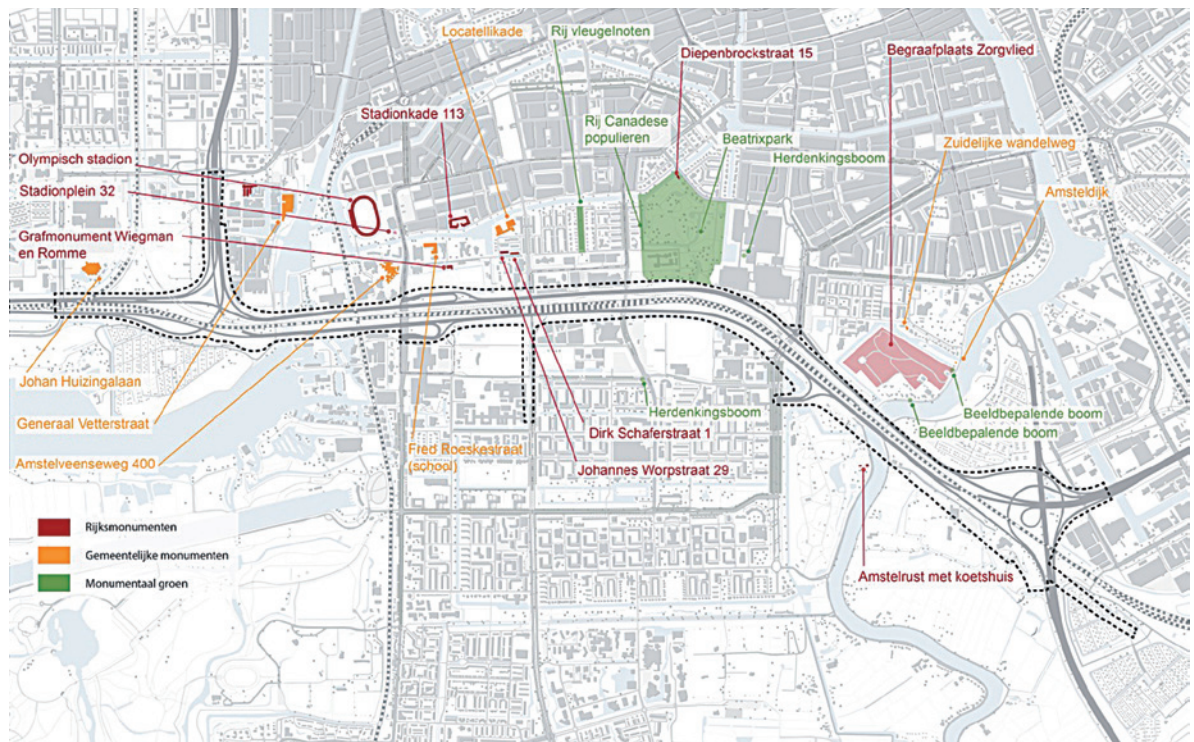 Locatellikade
Rij vleugelnoten
Diepenbrockstraat 15
Begraafplaats Zorgvlied
Stadionkade 113
Rij Canadese
populieren
Beatrixpark
Zuidelijke wandelweg
Olympisch stadion
Herdenkingsboom
Stadionplein 32
Amsteldijk
Grafmonument Wiegman
en Romme
Johan Huizingalaan
Herdenkingsboom
Beeldbepalende boom
Generaal Vetterstraat
Dirk Schaferstraat 1
Beeldbepalende boom
Amstelveenseweg 400
Fred Roeskestraat
(school)
Johannes Worpstraat 29
Amstelrust met koetshuis
Rijksmonumenten
Gemeentelijke monumenten
Monumentaal groen